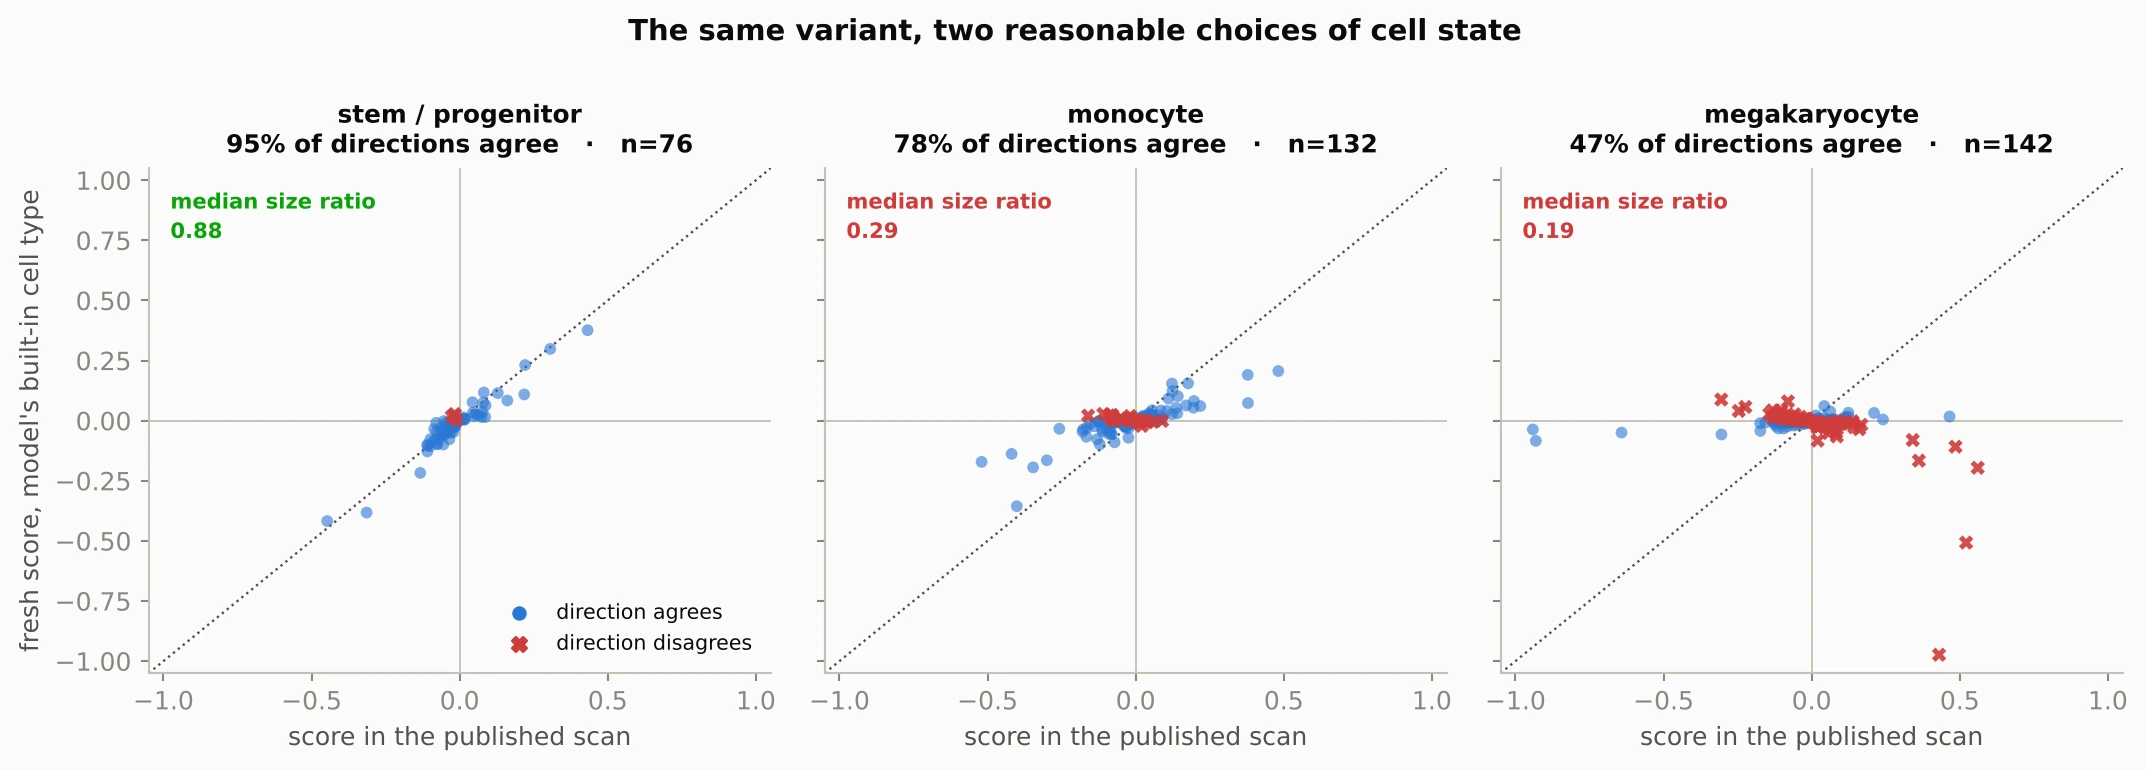 The same variant, two reasonable choices of cell state
stem / progenitor
95% of directions agree · n=76
monocyte
78% of directions agree · n=132
megakaryocyte
47% of directions agree · n=142
fresh score, model's built-in cell type
1.00
0.75
0.50
0.25
0.00
−0.25
−0.50
−0.75
−1.00
median size ratio
0.88
direction agrees
direction disagrees
−1.0 −0.5 0.0 0.5 1.0
score in the published scan
median size ratio
0.29
−1.0 −0.5 0.0 0.5 1.0
score in the published scan
median size ratio
0.19
−1.0 −0.5 0.0 0.5 1.0
score in the published scan